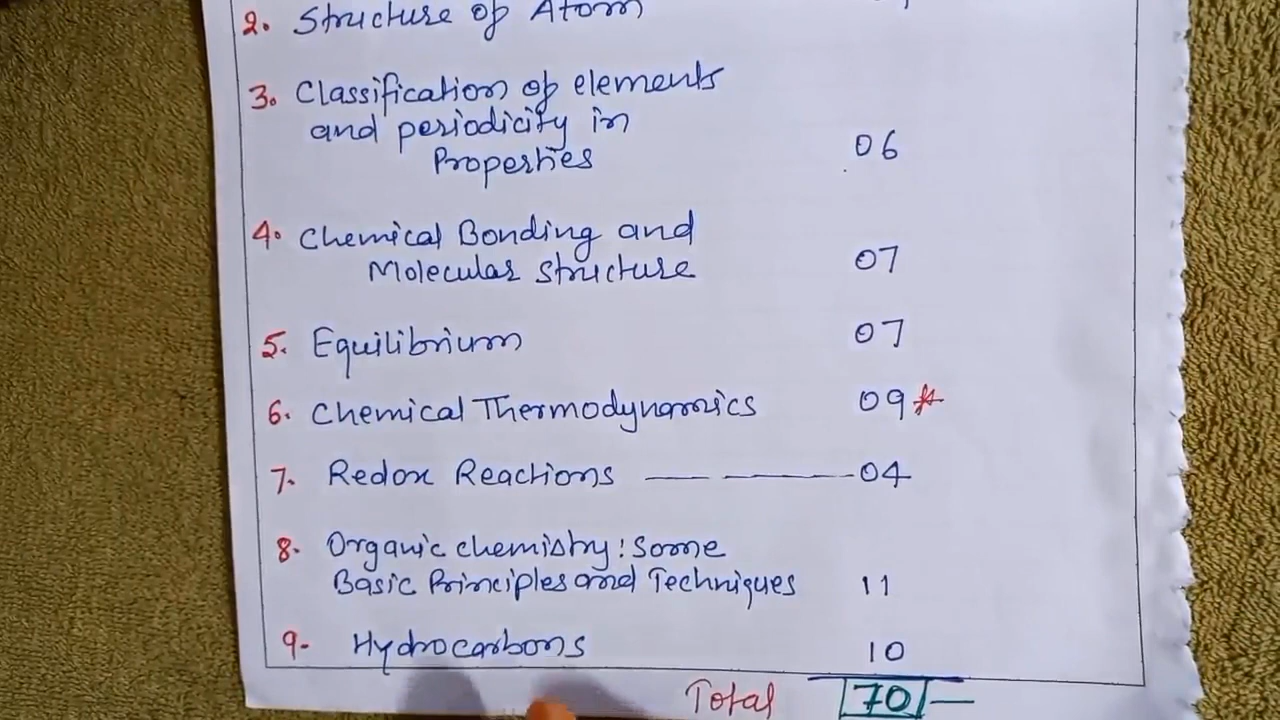 2. Structure of Atom
3. Classification of elements
and periodicity in
Properties 06
4. Chemical Bonding and
Molecular structure 07
5. Equilibrium 07
6. Chemical Thermodynamics 09*
7. Redox Reactions — — 04
8. Organic chemistry: Some
Basic Principles and Techniques 11
9- Hydrocarbons 10
Total 70